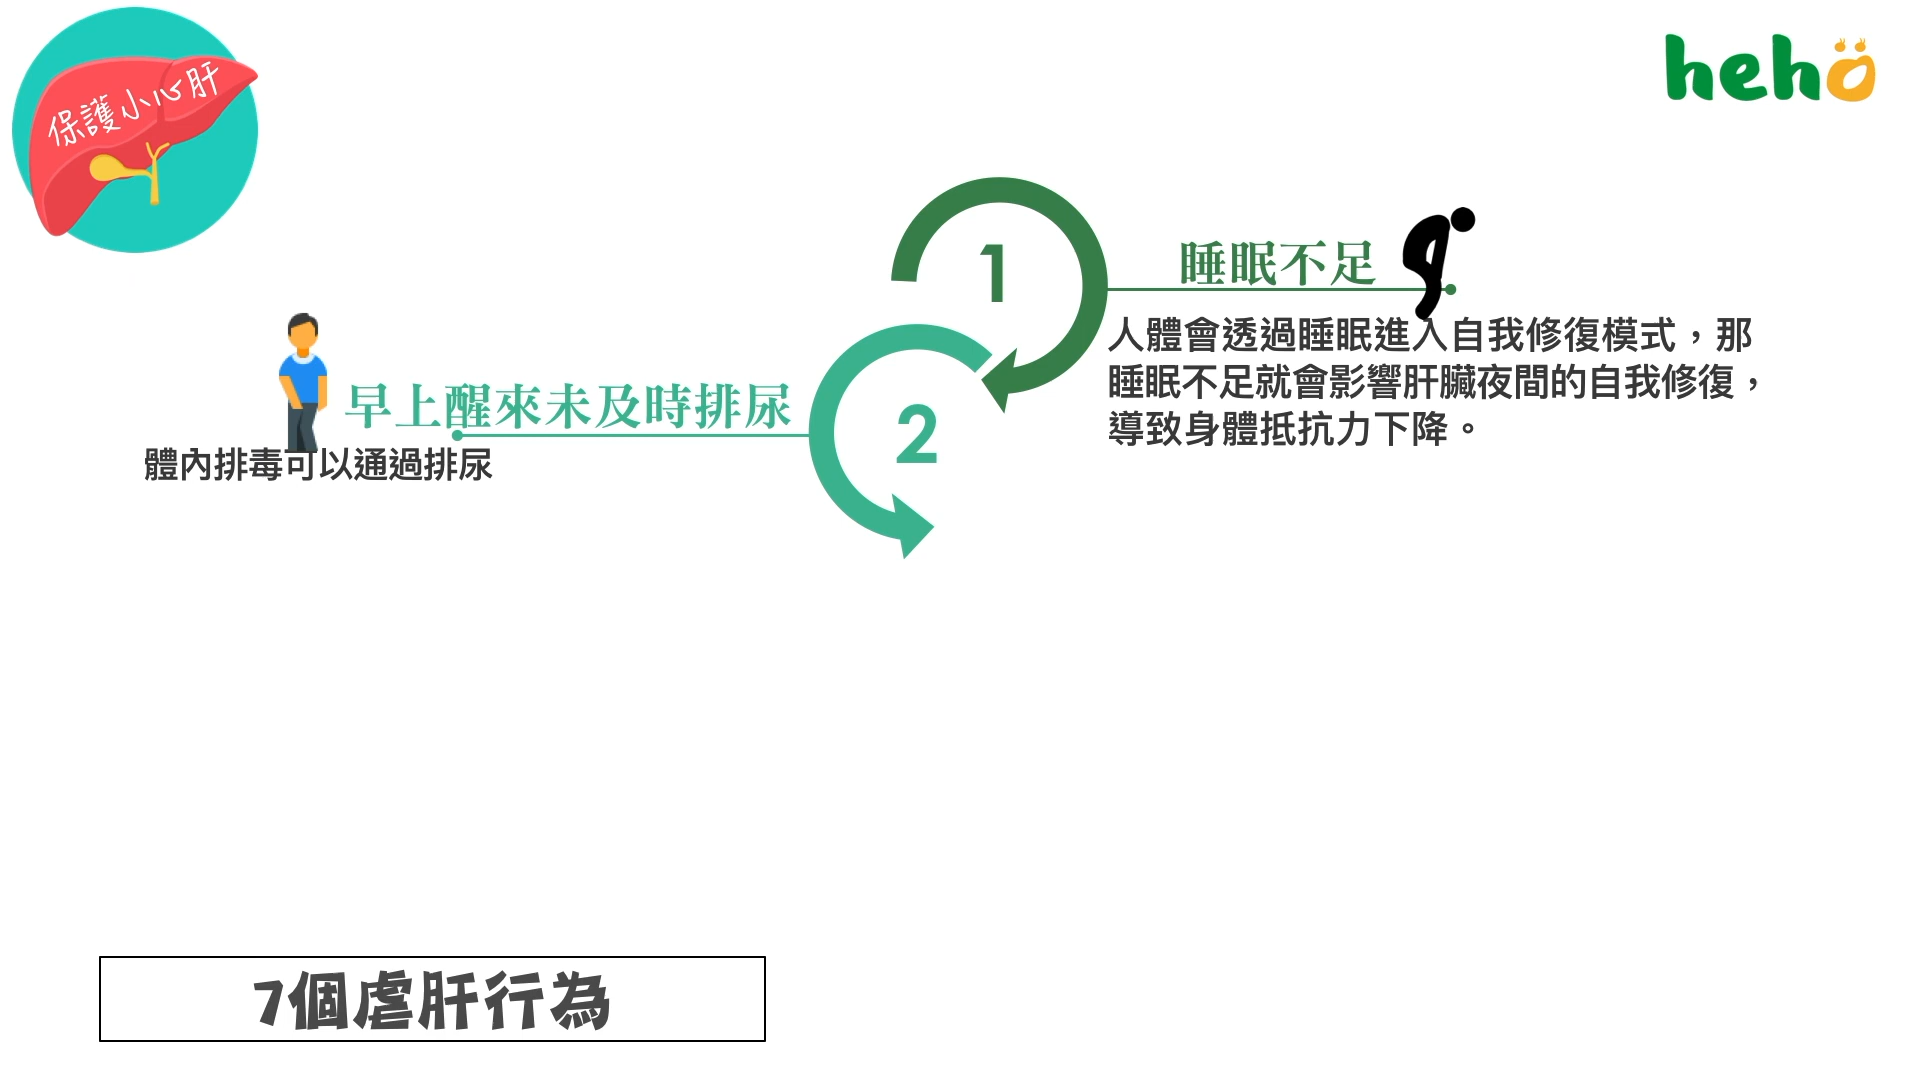 保護小心肝
heho
1
睡眠不足
人體會透過睡眠進入自我修復模式，那
睡眠不足就會影響肝臟夜間的自我修復，
導致身體抵抗力下降。
2
早上醒來未及時排尿
體內排毒可以通過排尿
7個虐肝行為